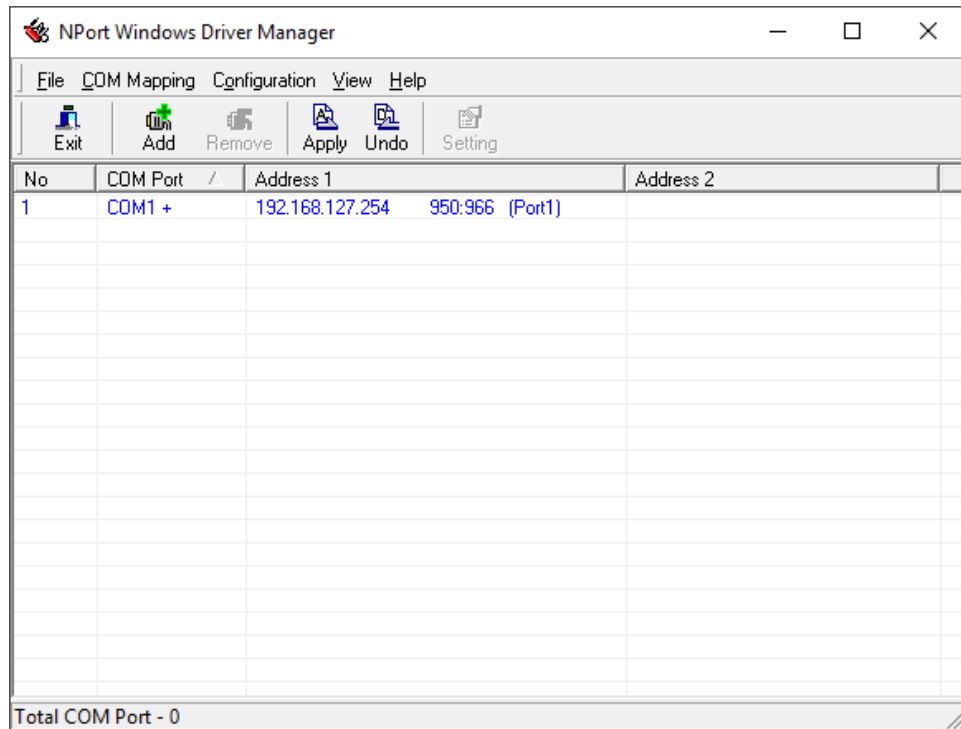 NPort Windows Driver Manager
File COM Mapping Configuration View Help
Exit Add Remove Apply Undo Setting
No COM Port Address 1 Address 2
1 COM1 + 192.168.127.254 950:966 (Port1)
Total COM Port - 0